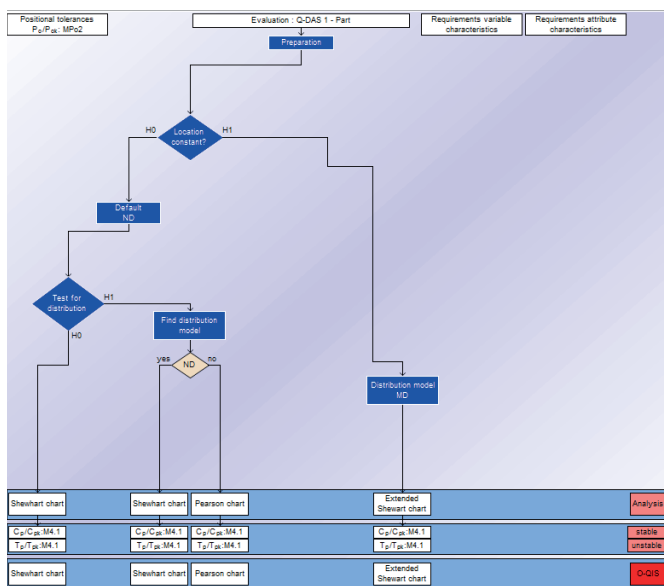 Positional tolerances
Po/Pok: MPo2
Evaluation : Q-DAS 1 - Part
Requirements variable
characteristics
Requirements attribute
characteristics
Preparation
Location
constant?
H0
H1
Default
ND
Test for
distribution
H1
H0
Find distribution
model
yes
ND
no
Distribution model
MD
Shewhart chart
Shewhart chart
Pearson chart
Extended
Shewart chart
Analysis
Cp/Cpk:M4.1
Cp/Cpk:M4.1
Cp/Cpk:M4.1
Cp/Cpk:M4.1
stable
Tp/Tpk:M4.1
Tp/Tpk:M4.1
Tp/Tpk:M4.1
Tp/Tpk:M4.1
unstable
Shewhart chart
Shewhart chart
Pearson chart
Extended
Shewart chart
O-QIS